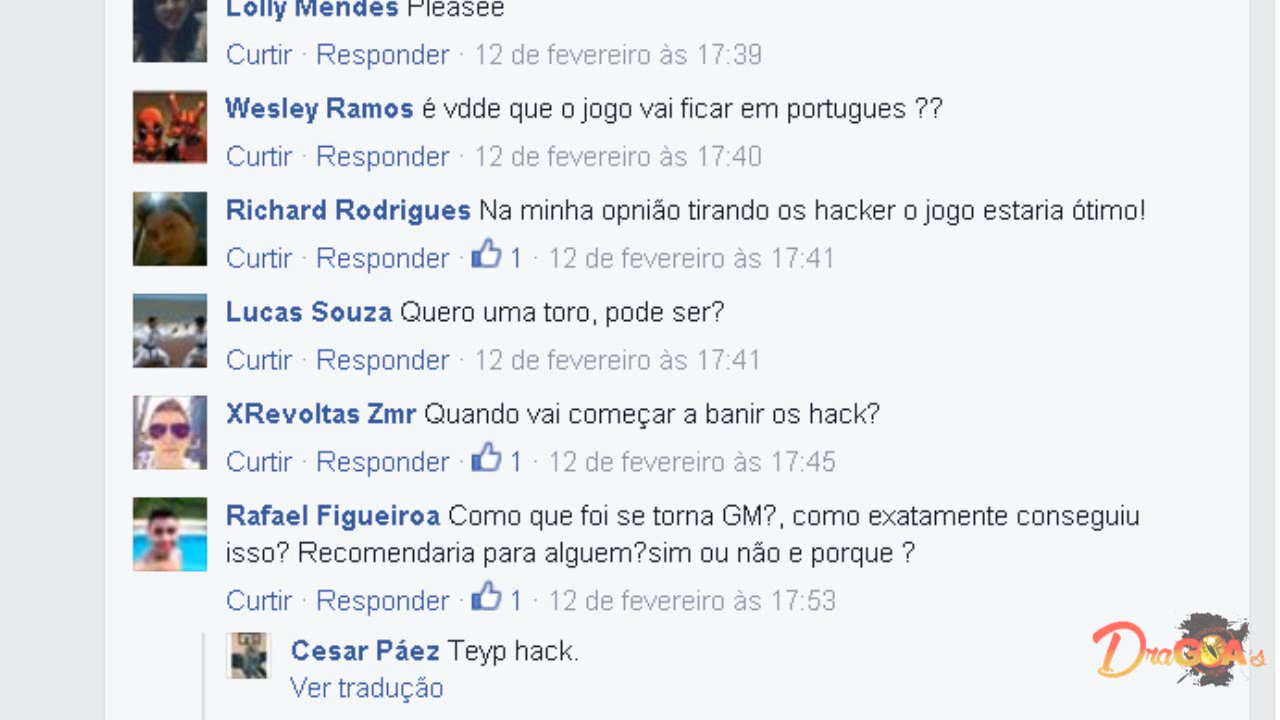 Lolly Mendes Pleasee
Curtir · Responder · 12 de fevereiro às 17:39
Wesley Ramos é vdde que o jogo vai ficar em portugues ??
Curtir · Responder · 12 de fevereiro às 17:40
Richard Rodrigues Na minha opnião tirando os hacker o jogo estaria ótimo!
Curtir · Responder · 1 · 12 de fevereiro às 17:41
Lucas Souza Quero uma toro, pode ser?
Curtir · Responder · 12 de fevereiro às 17:41
XRevoltas Zmr Quando vai começar a banir os hack?
Curtir · Responder · 1 · 12 de fevereiro às 17:45
Rafael Figueiroa Como que foi se torna GM?, como exatamente conseguiu
isso? Recomendaria para alguem?sim ou não e porque ?
Curtir · Responder · 1 · 12 de fevereiro às 17:53
Cesar Páez Teyp hack.
Ver tradução
DraGOA's